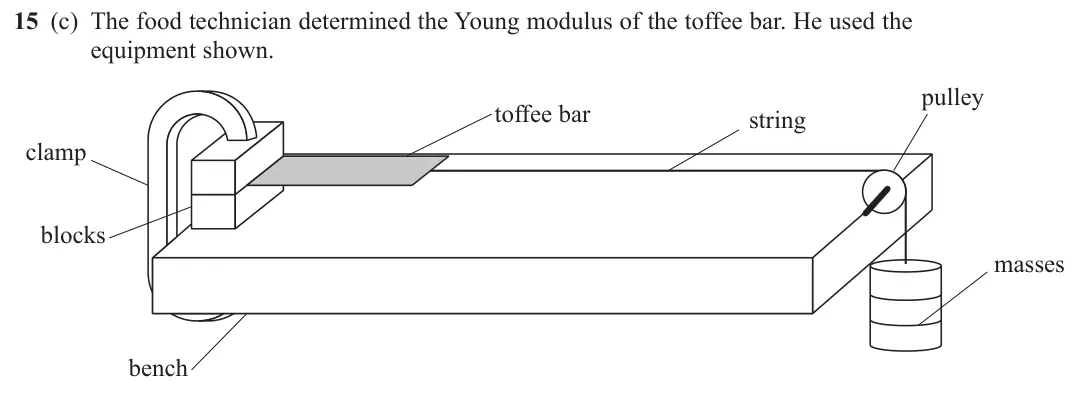 15 (c) The food technician determined the Young modulus of the toffee bar. He used the
equipment shown.
pulley
toffee bar
string
clamp
blocks
masses
bench